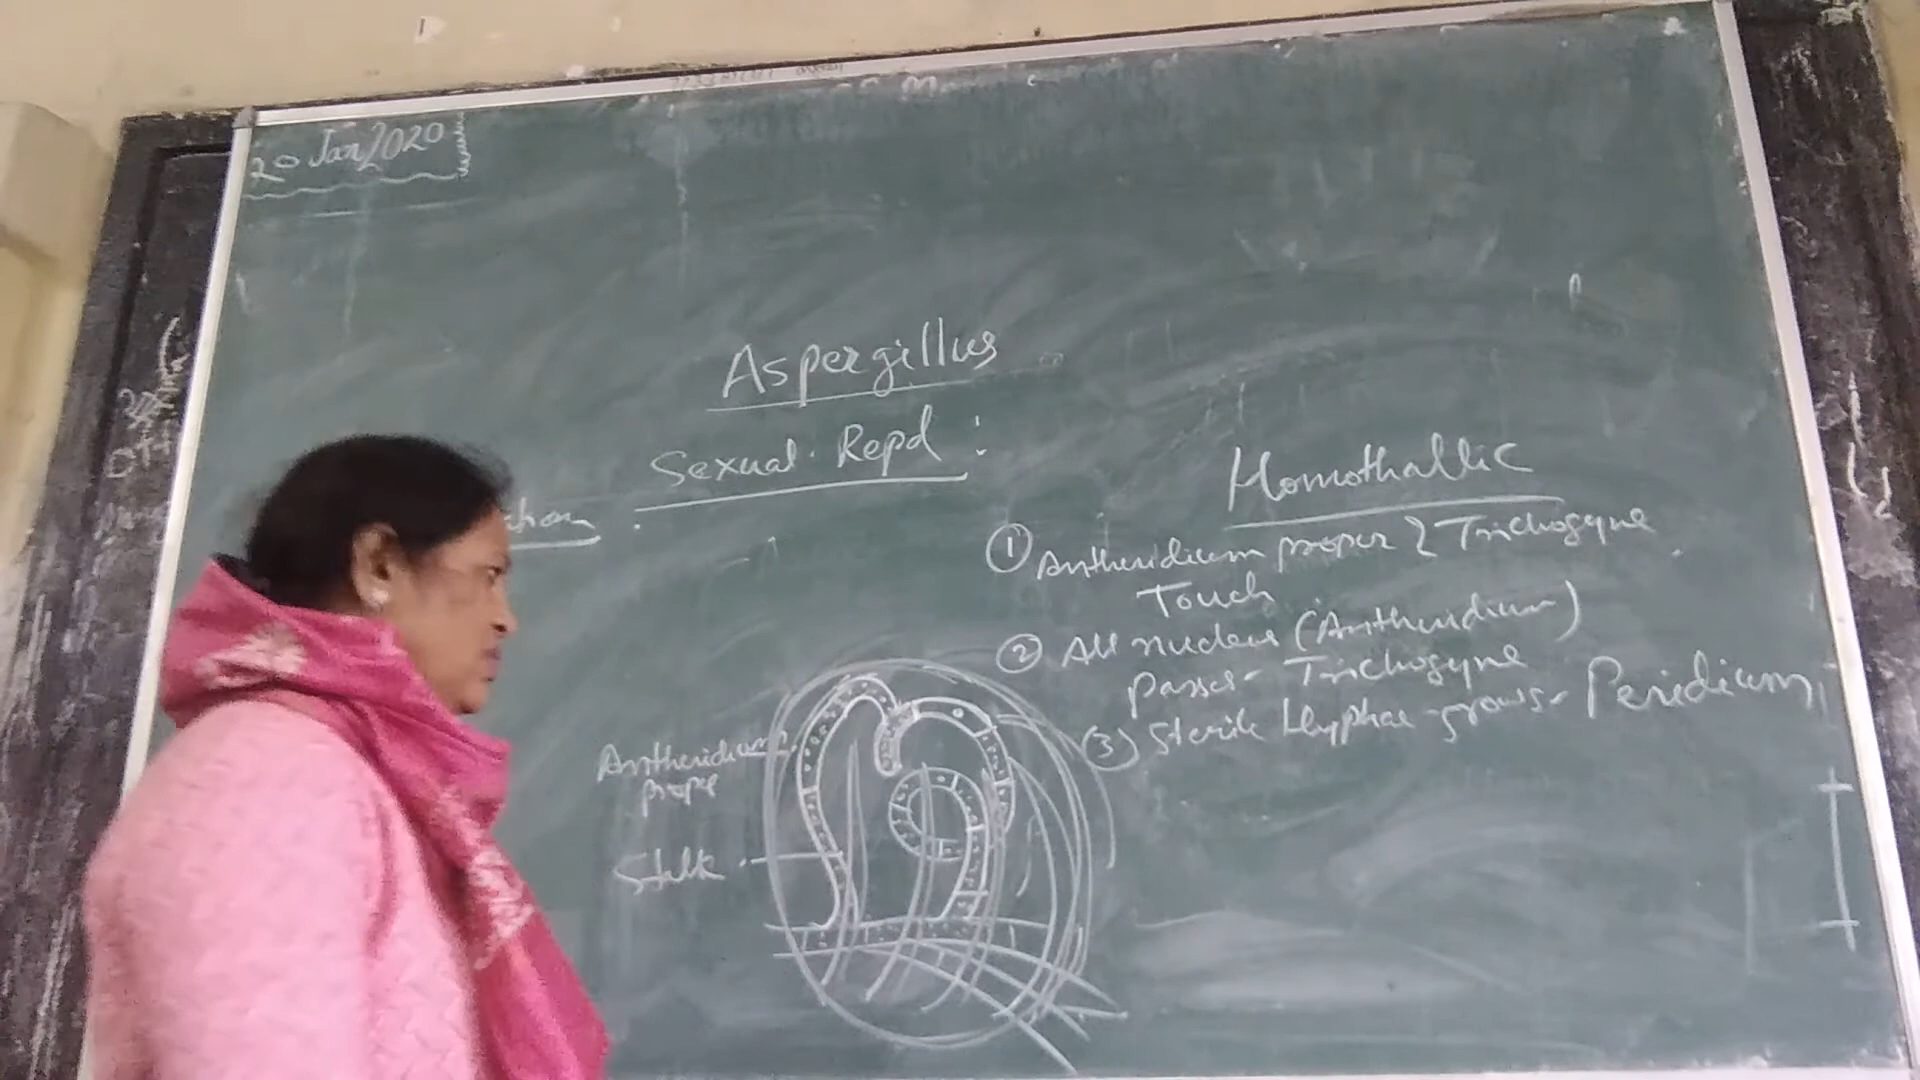 20 Jan 2020
Aspergillus
Sexual. Repd :
Homothallic
① Antheridium proper & Trichogyne
Touch
② All nucleus (Antheridium)
passes - Trichogyne
③ Sterile Hyphae - grows - Peridium
Antheridium
proper
Stalk